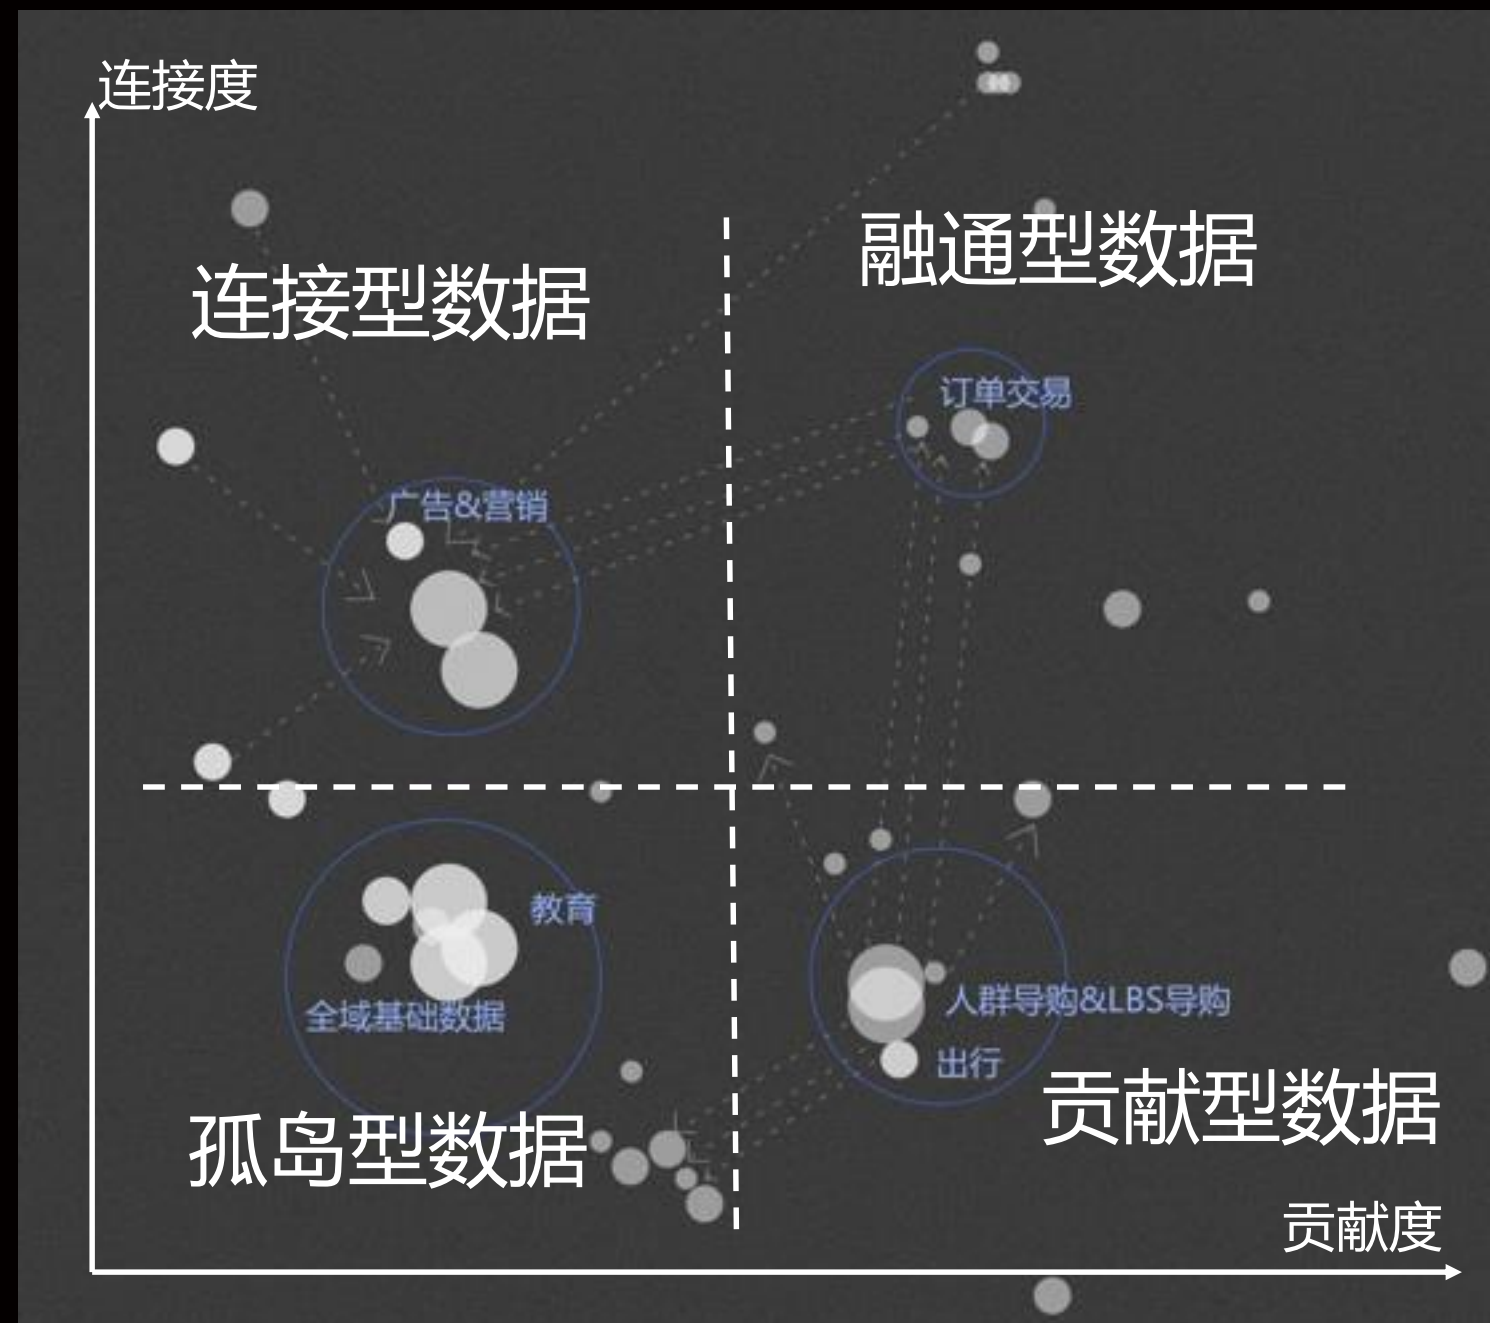 连接度
融通型数据
连接型数据
订单交易
广告&营销
教育
全域基础数据
人群导购&LBS导购
出行
贡献型数据
孤岛型数据
贡献度